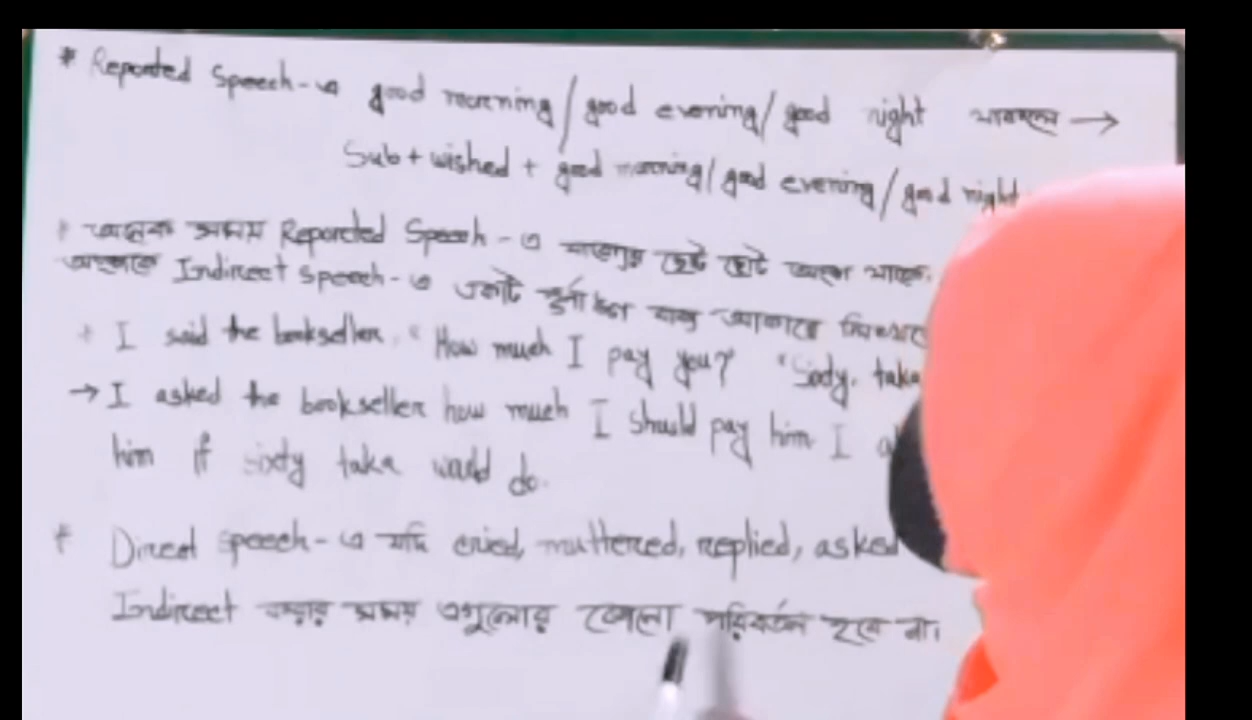 * Reported Speech-এ good morning/good evening/good night থাকলে →
Sub + wished + good morning/good evening/good night
* অনেক সময় Reported Speech-এ ছোট ছোট অংশ থাকে।
Indirect speech-এ একটি পূর্ণাঙ্গ বাক্য আকারে
+ I said the bookseller, "How much I pay you? "Sixty taka
→ I asked the bookseller how much I should pay him I
him if sixty taka would do.
* Direct speech-এ যদি cried, muttered, replied, asked
Indirect করার সময় এগুলোর কোনো পরিবর্তন হবে না।